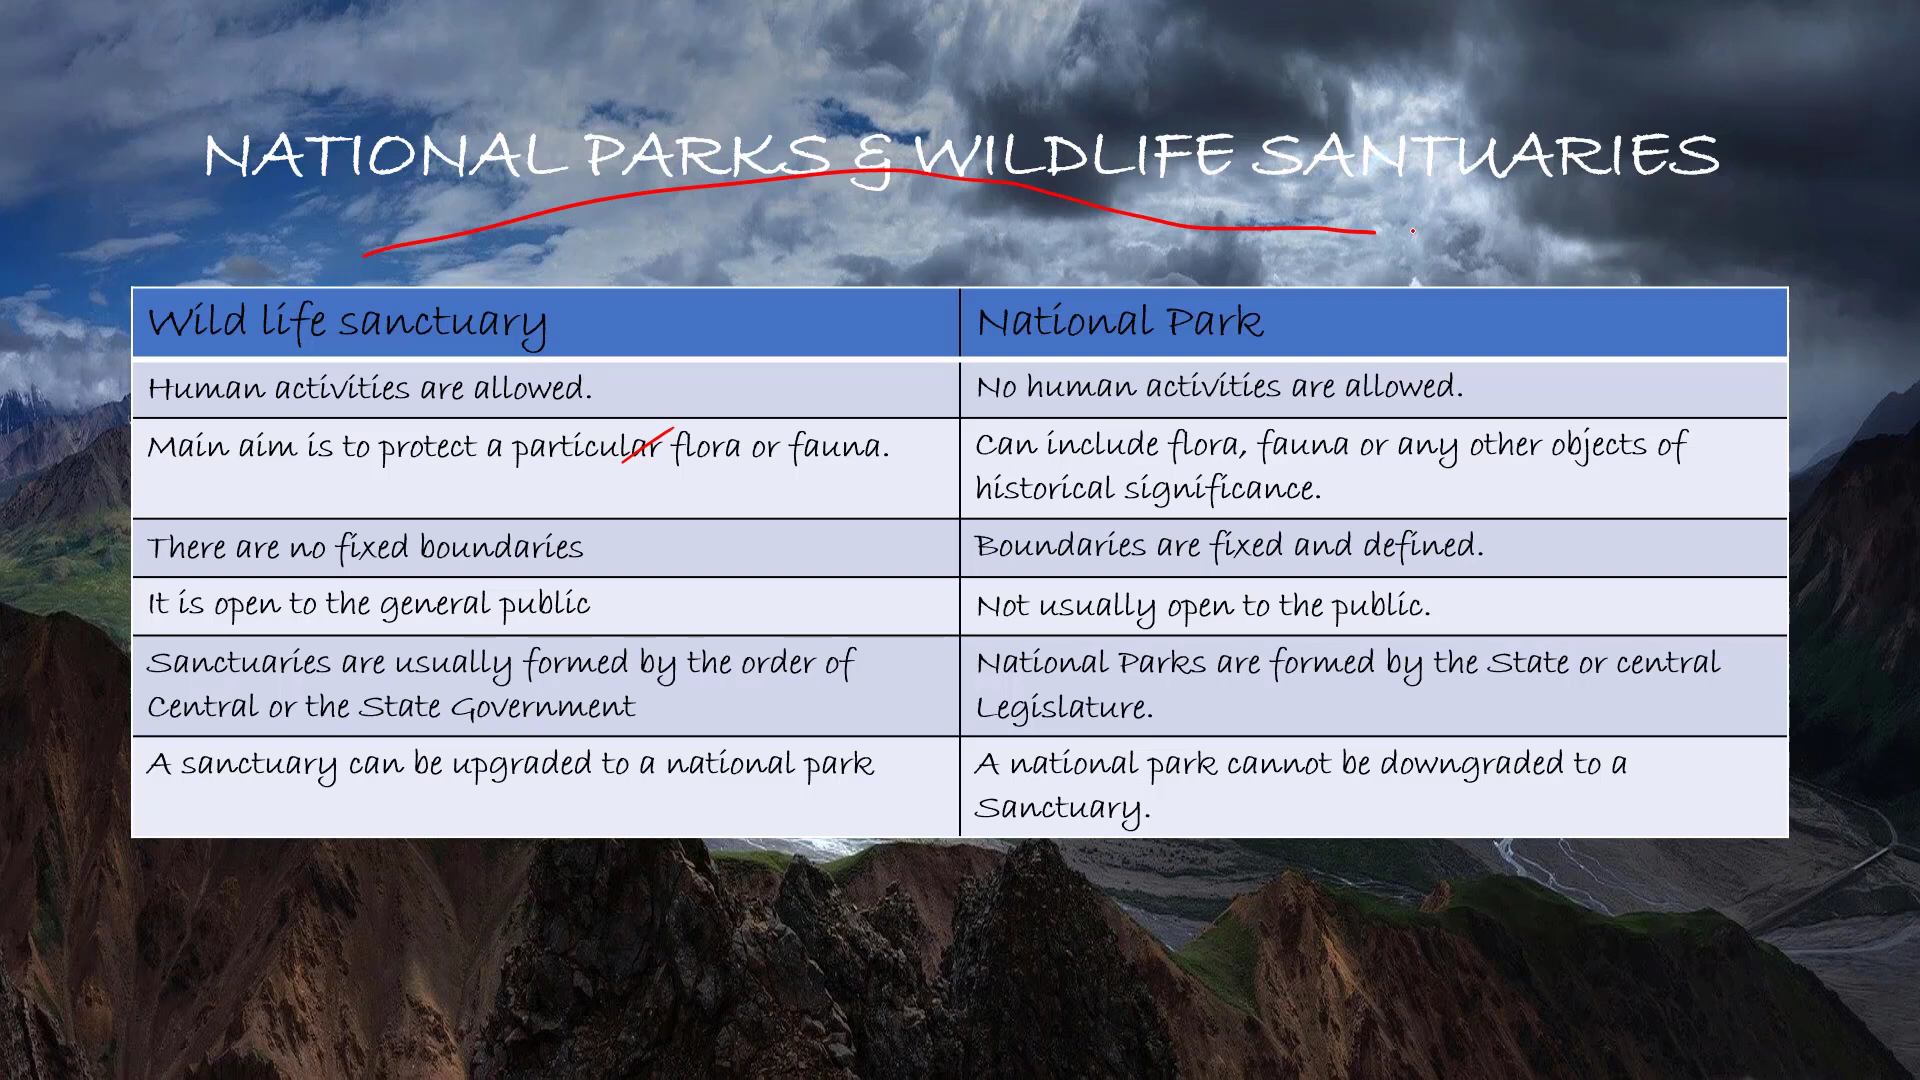 NATIONAL PARKS & WILDLIFE SANTUARIES
Wild life sanctuary
National Park
Human activities are allowed.
No human activities are allowed.
Main aim is to protect a particular flora or fauna.
Can include flora, fauna or any other objects of
historical significance.
There are no fixed boundaries
Boundaries are fixed and defined.
It is open to the general public
Not usually open to the public.
Sanctuaries are usually formed by the order of
Central or the State Government
National Parks are formed by the State or central
Legislature.
A sanctuary can be upgraded to a national park
A national park cannot be downgraded to a
Sanctuary.